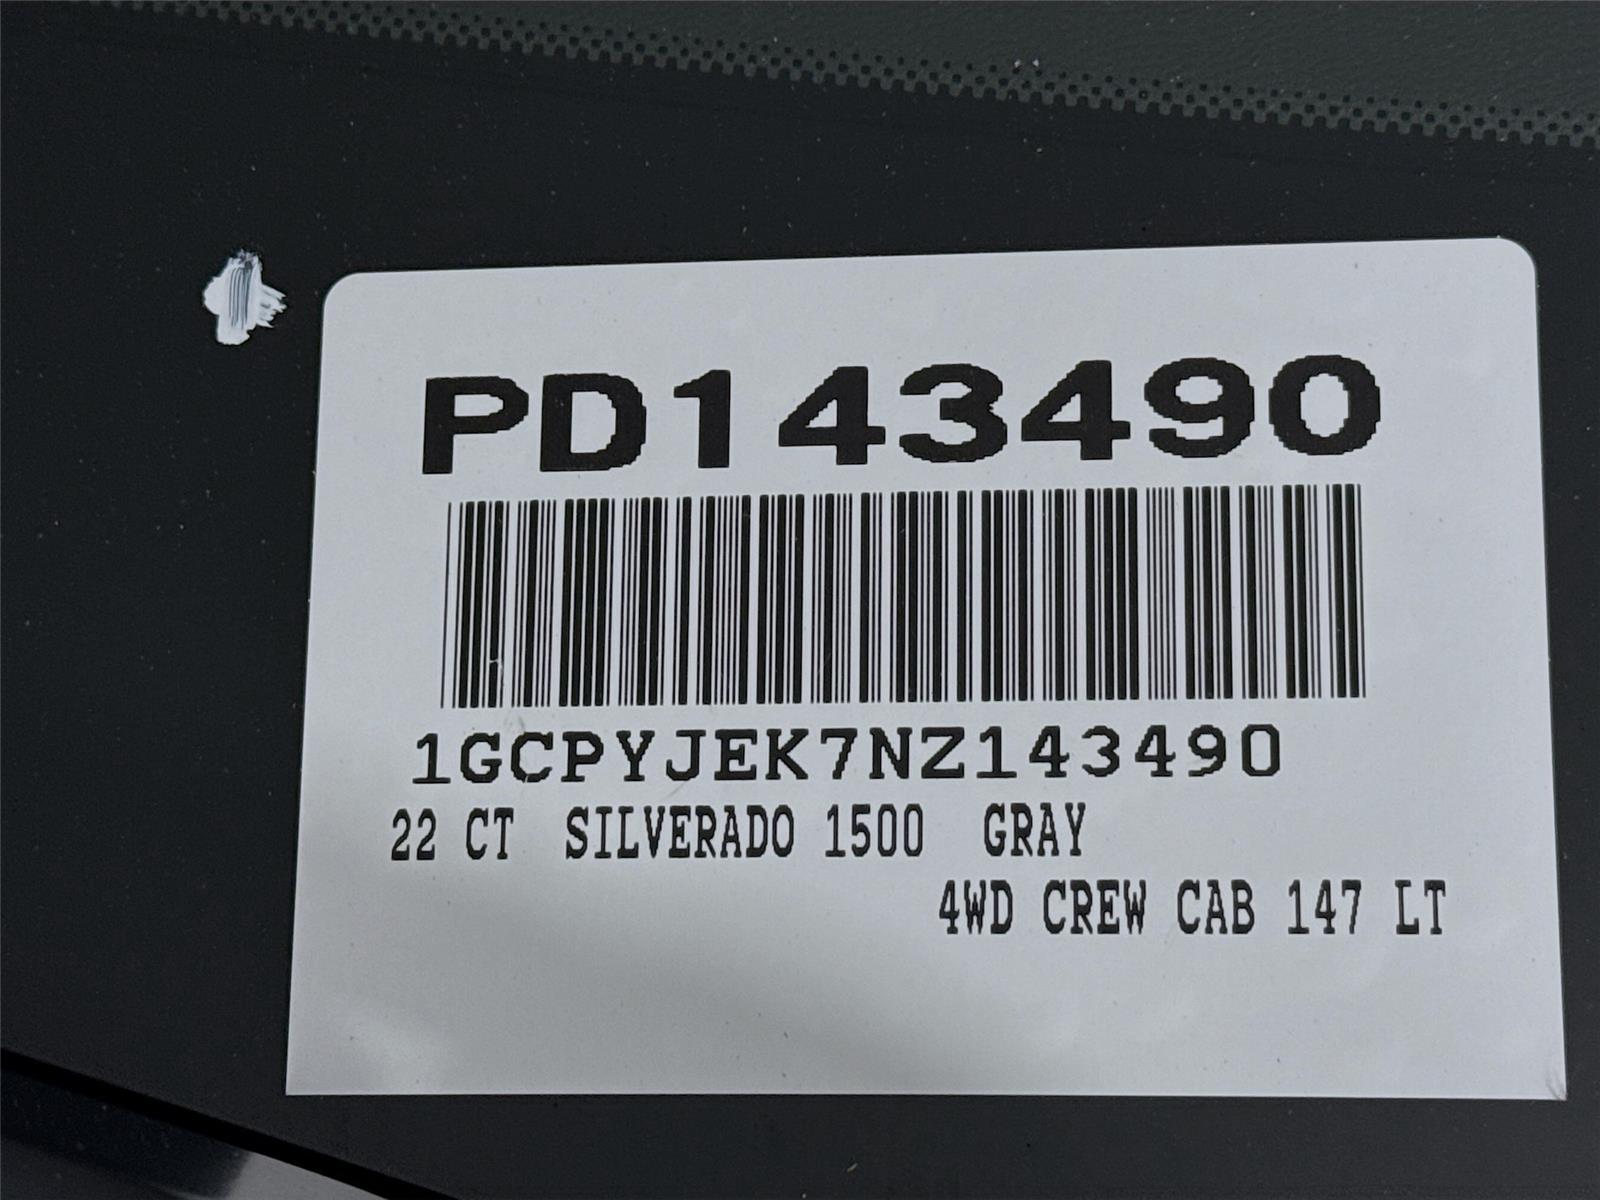 PD143490
1GCPYJEK7NZ143490
22 CT SILVERADO 1500 GRAY
4WD CREW CAB 147 LT